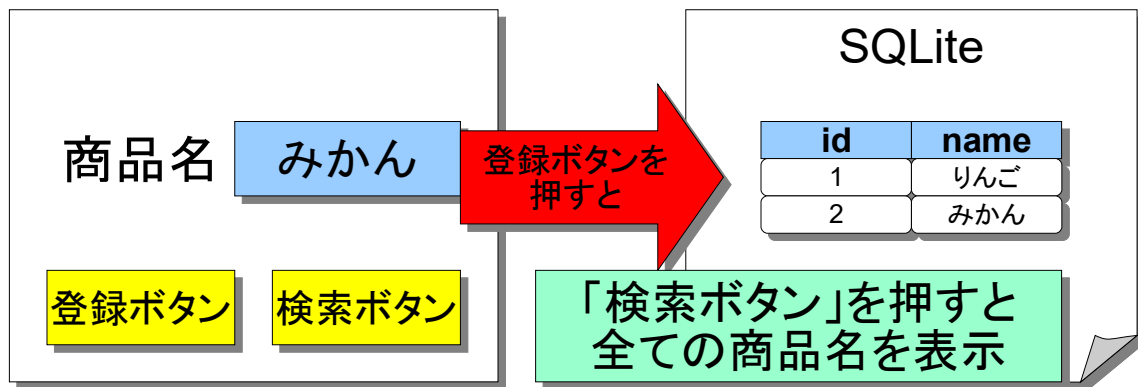 SQLite
商品名 みかん
登録ボタンを
押すと
id name
1 りんご
2 みかん
登録ボタン 検索ボタン
「検索ボタン」を押すと
全ての商品名を表示